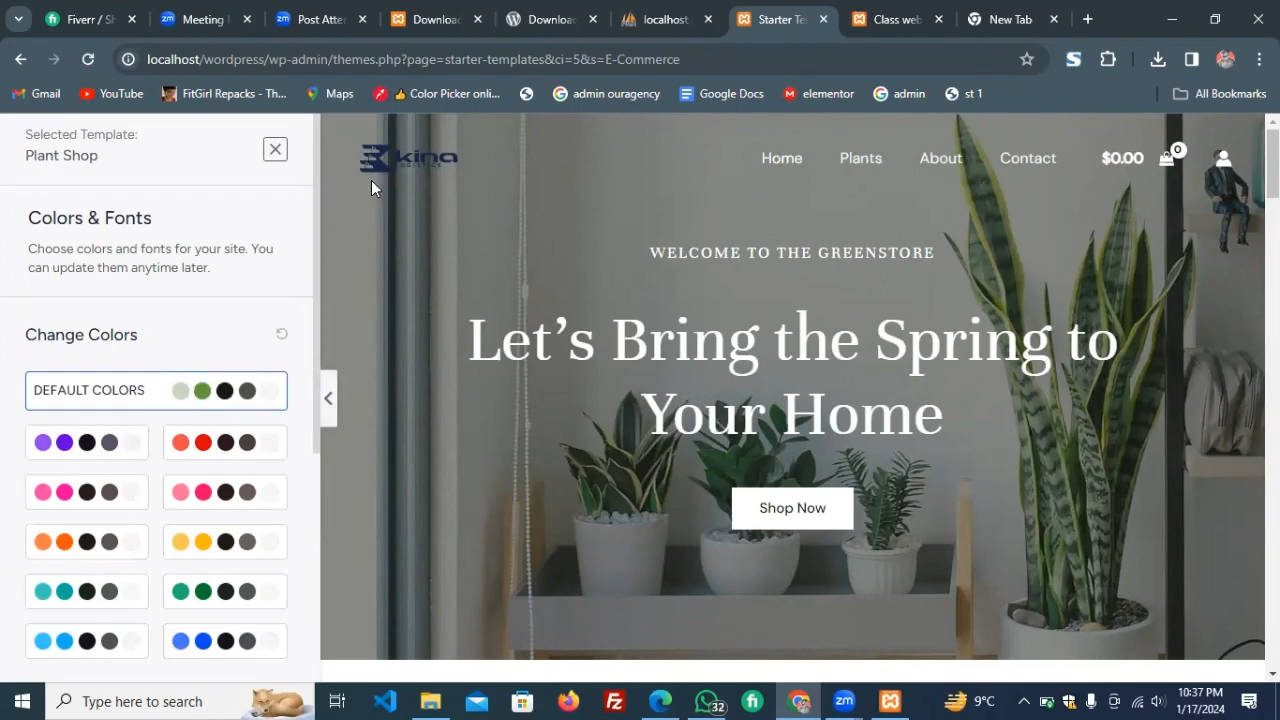 Fiverr / S
Meeting
Post Atter
Download
Download
localhost
Starter Te
Class web
New Tab
localhost/wordpress/wp-admin/themes.php?page=starter-templates&ci=5&s=E-Commerce
Gmail
YouTube
FitGirl Repacks - Th...
Maps
Color Picker onli...
admin ouragency
Google Docs
elementor
admin
st 1
All Bookmarks
Selected Template:
Plant Shop
kina
Home
Plants
About
Contact
$0.00
0
Colors & Fonts
Choose colors and fonts for your site. You
can update them anytime later.
Change Colors
DEFAULT COLORS
WELCOME TO THE GREENSTORE
Let's Bring the Spring to
Your Home
Shop Now
Type here to search
32
9°C
10:37 PM
1/17/2024